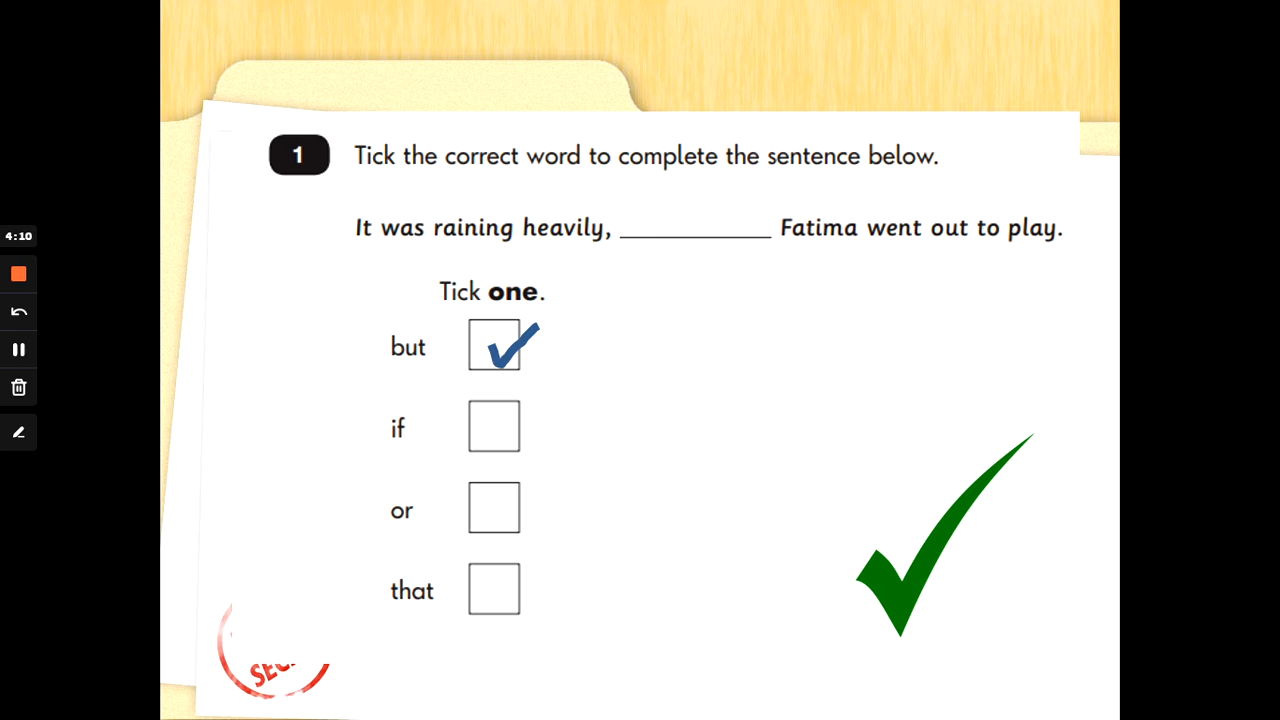 1 Tick the correct word to complete the sentence below.
It was raining heavily, __________ Fatima went out to play.
Tick one.
but
if
or
that
4:10